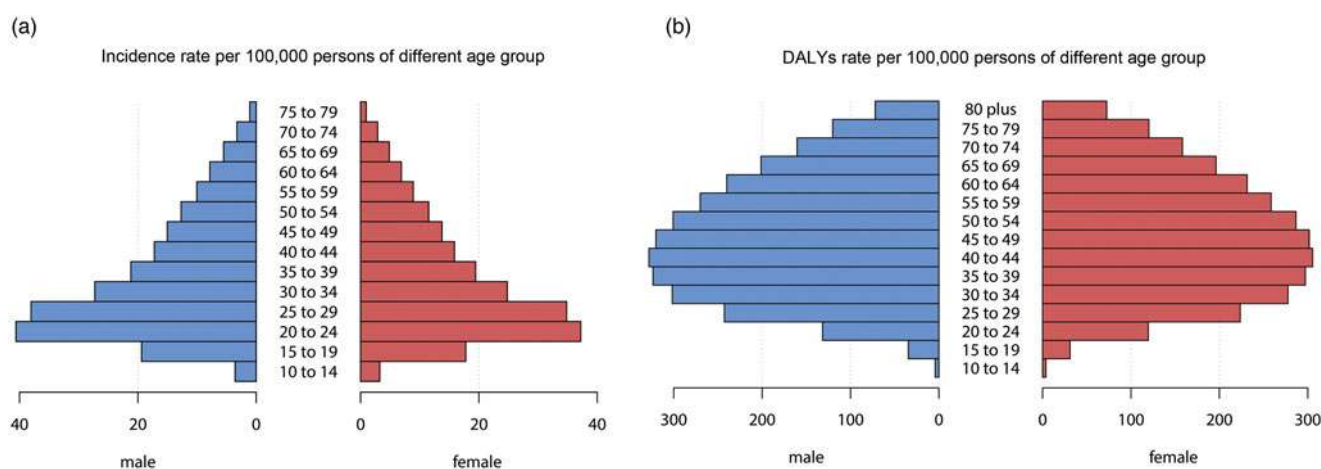 (a)
Incidence rate per 100,000 persons of different age group
75 to 79
70 to 74
65 to 69
60 to 64
55 to 59
50 to 54
45 to 49
40 to 44
35 to 39
30 to 34
25 to 29
20 to 24
15 to 19
10 to 14
40 20 0 0 20 40
male female
(b)
DALYs rate per 100,000 persons of different age group
80 plus
75 to 79
70 to 74
65 to 69
60 to 64
55 to 59
50 to 54
45 to 49
40 to 44
35 to 39
30 to 34
25 to 29
20 to 24
15 to 19
10 to 14
300 200 100 0 0 100 200 300
male female